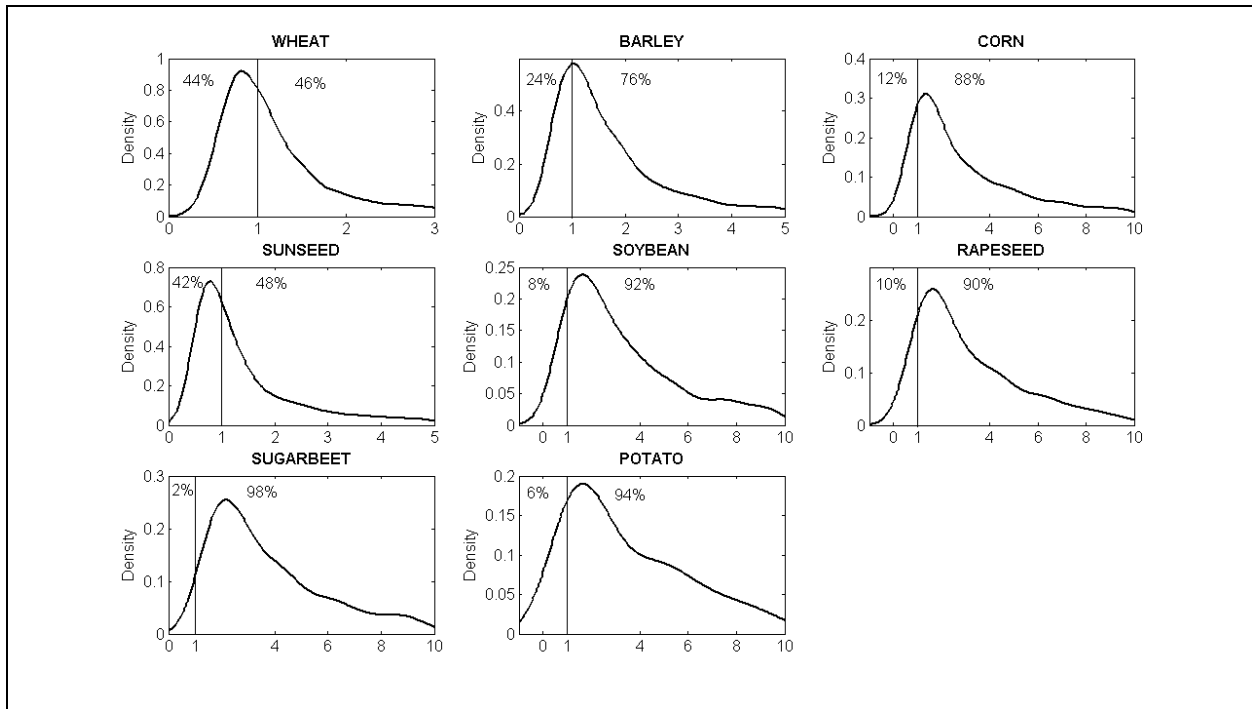 WHEAT
44%
46%
Density
1
0.8
0.6
0.4
0.2
0
0 1 2 3
BARLEY
24%
76%
Density
0.4
0.2
0
1 2 3 4 5
CORN
12%
88%
Density
0.4
0.3
0.2
0.1
0
0 1 4 6 8 10
SUNSEED
42%
48%
Density
0.8
0.6
0.4
0.2
0
0 1 2 3 4 5
SOYBEAN
8%
92%
Density
0.25
0.2
0.15
0.1
0.05
0
0 1 4 6 8 10
RAPESEED
10%
90%
Density
0.2
0.1
0
0 1 4 6 8 10
SUGARBEET
2%
98%
Density
0.3
0.2
0.1
0
0 1 4 6 8 10
POTATO
6%
94%
Density
0.2
0.15
0.1
0.05
0
0 1 4 6 8 10